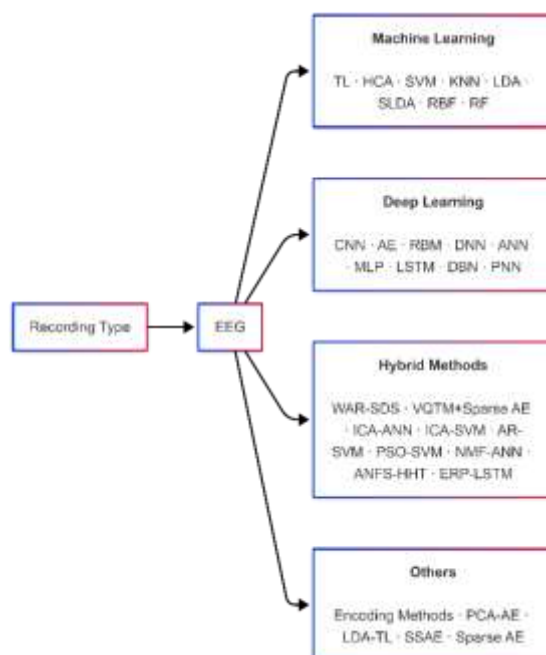 Machine Learning
TL · HCA · SVM · KNN · LDA ·
SLDA · RBF · RF
Deep Learning
CNN · AE · RBM · DNN · ANN
· MLP · LSTM · DBN · PNN
Recording Type
EEG
Hybrid Methods
WAR-SDS · VQTM+Sparse AE
· ICA-ANN · ICA-SVM · AR-
SVM · PSO-SVM · NMF-ANN ·
ANFS-HHT · ERP-LSTM
Others
Encoding Methods · PCA-AE ·
LDA-TL · SSAE · Sparse AE